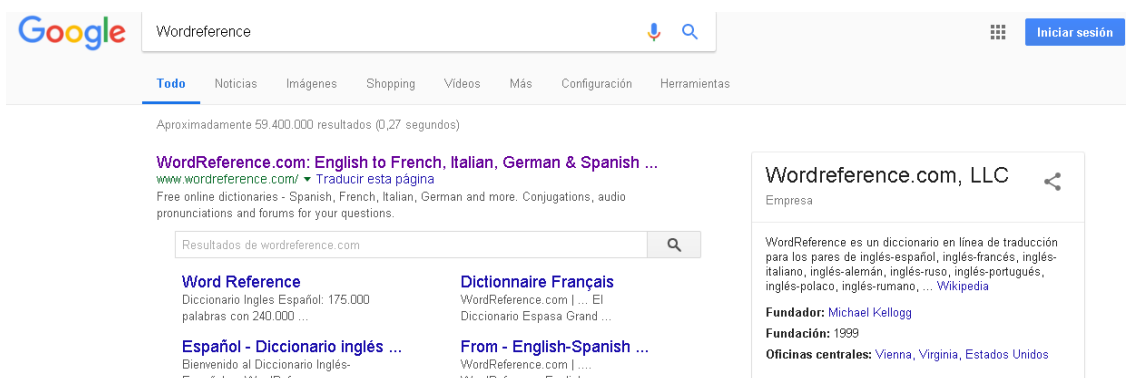 Google
Wordreference
Iniciar sesión
Todo Noticias Imágenes Shopping Vídeos Más Configuración Herramientas
Aproximadamente 59.400.000 resultados (0,27 segundos)
WordReference.com: English to French, Italian, German & Spanish ...
www.wordreference.com/ Traducir esta página
Free online dictionaries - Spanish, French, Italian, German and more. Conjugations, audio
pronunciations and forums for your questions.
Resultados de wordreference.com
Word Reference
Diccionario Ingles Español: 175.000
palabras con 240.000 ...
Dictionnaire Français
WordReference.com | ... El
Diccionario Espasa Grand ...
Español - Diccionario inglés ...
Bienvenido al Diccionario Inglés-
From - English-Spanish ...
WordReference.com | ....
Wordreference.com, LLC
Empresa
WordReference es un diccionario en línea de traducción
para los pares de inglés-español, inglés-francés, inglés-
italiano, inglés-alemán, inglés-ruso, inglés-portugués,
inglés-polaco, inglés-rumano, ... Wikipedia
Fundador: Michael Kellogg
Fundación: 1999
Oficinas centrales: Vienna, Virginia, Estados Unidos